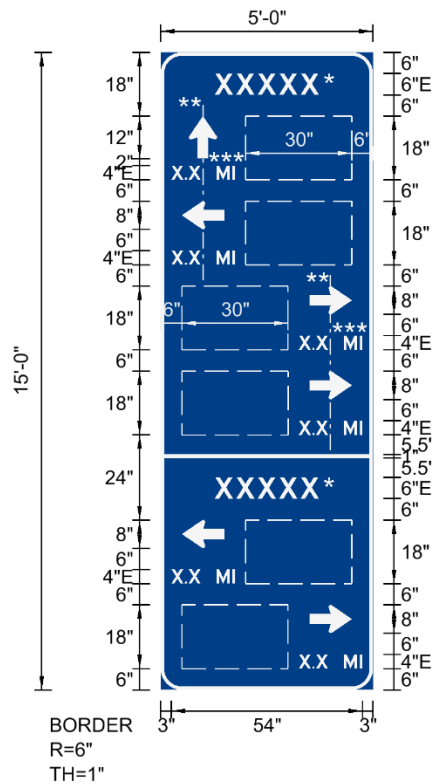 5'-0"
6"
18" XXXXX* 6"E
6"
**
12" 30" 6" 18"
2" ***
4"E X.X MI
6" 6"
8"
6" 18"
4"E X.X MI
6" ** 6"
8"
18" 6" 30" *** 6"
X.X MI 4"E
15'-0"
6" 6"
8"
18" 6"
X.X MI 4"E
5.5'
1"
24" 5.5'
XXXXX* 6"E
6"
8"
6" 18"
4"E X.X MI
6" 6"
8"
18" 6"
X.X MI 4"E
6" 6"
3" 54" 3"
BORDER
R=6"
TH=1"